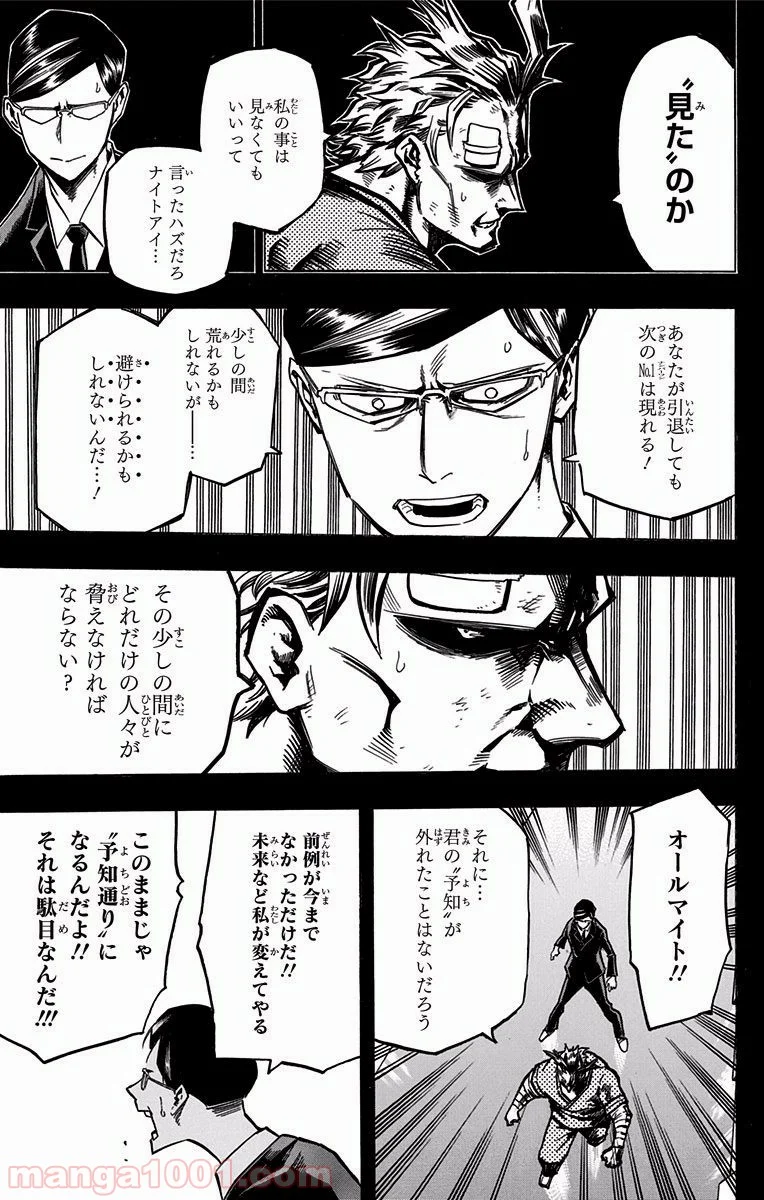 〝見た〟のか
私の事は
見なくても
いいって
言ったハズだろ
ナイトアイ…
あなたが引退しても
次のNo.1は現れる！
少しの間
荒れるかも
しれないが――
避けられるかも
しれないんだ…！
その少しの間に
どれだけの人々が
脅えなければ
ならない？
オールマイト!!
それに…
君の〝予知〟が
外れたことはないだろう
前例が今まで
なかっただけだ!!
未来など私が変えてやる
このままじゃ
〝予知通り〟に
なるんだよ!!
それは駄目なんだ!!!
manga1001.com